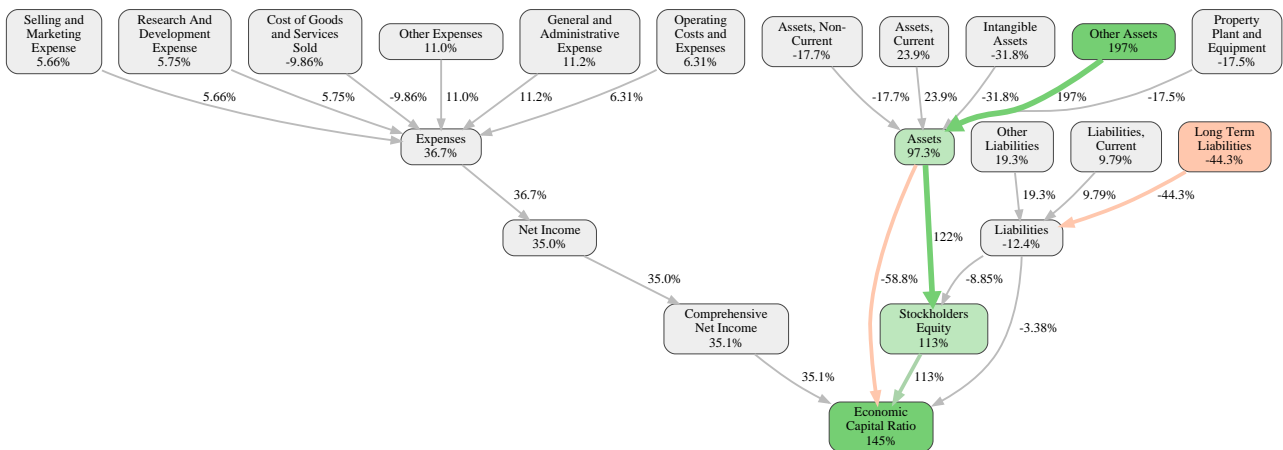 Selling and
Marketing
Expense
5.66%
Research And
Development
Expense
5.75%
Cost of Goods
and Services
Sold
-9.86%
Other Expenses
11.0%
General and
Administrative
Expense
11.2%
Operating
Costs and
Expenses
6.31%
Assets, Non-
Current
-17.7%
Assets,
Current
23.9%
Intangible
Assets
-31.8%
Other Assets
197%
Property
Plant and
Equipment
-17.5%
5.66%
5.75%
-9.86%
11.0%
11.2%
6.31%
-17.7%
23.9%
-31.8%
197%
-17.5%
Expenses
36.7%
Assets
97.3%
Other
Liabilities
19.3%
Liabilities,
Current
9.79%
Long Term
Liabilities
-44.3%
36.7%
19.3%
9.79%
-44.3%
Net Income
35.0%
122%
Liabilities
-12.4%
35.0%
-58.8%
-8.85%
Comprehensive
Net Income
35.1%
Stockholders
Equity
113%
-3.38%
35.1%
113%
Economic
Capital Ratio
145%